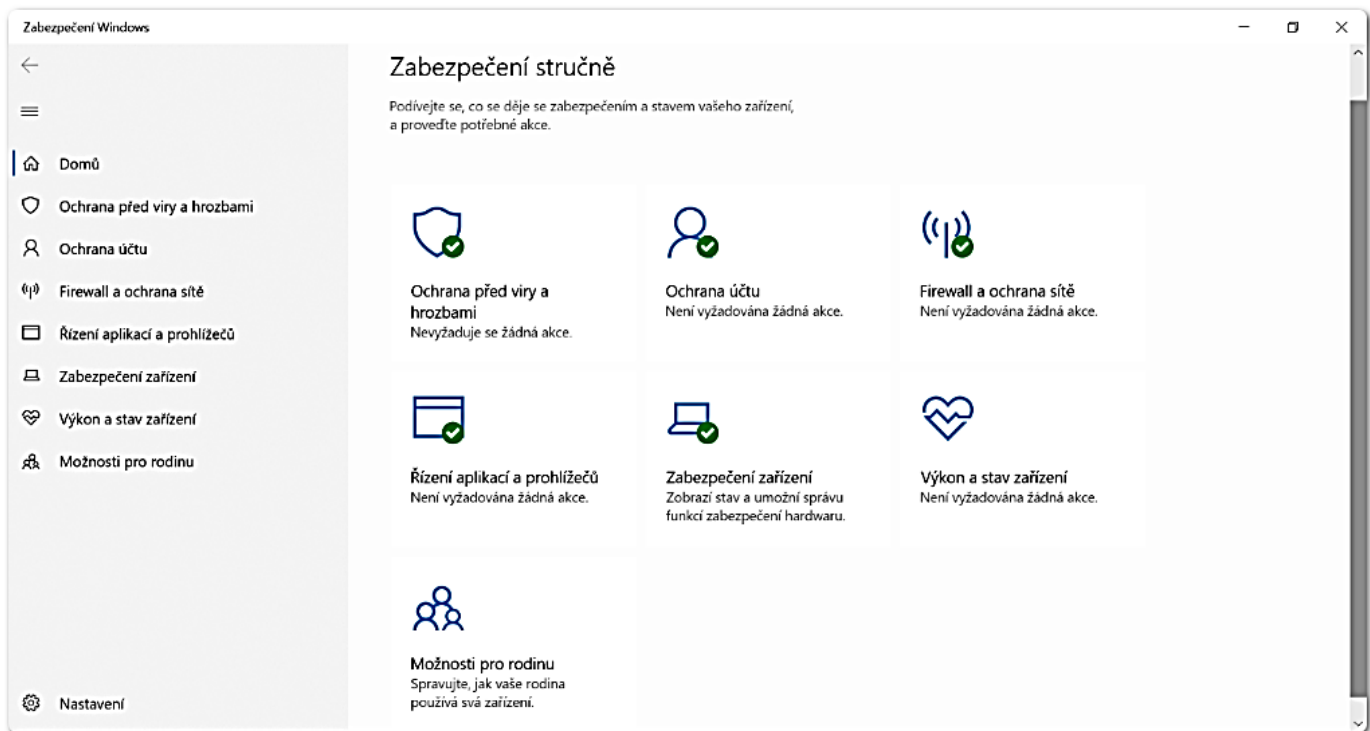 Zabezpečení Windows
Domů
Ochrana před viry a hrozbami
Ochrana účtu
Firewall a ochrana sítě
Řízení aplikací a prohlížečů
Zabezpečení zařízení
Výkon a stav zařízení
Možnosti pro rodinu
Nastavení
Zabezpečení stručně
Podívejte se, co se děje se zabezpečením a stavem vašeho zařízení,
a proveďte potřebné akce.
Ochrana před viry a
hrozbami
Nevyžaduje se žádná akce.
Ochrana účtu
Není vyžadována žádná akce.
Firewall a ochrana sítě
Není vyžadována žádná akce.
Řízení aplikací a prohlížečů
Není vyžadována žádná akce.
Zabezpečení zařízení
Zobrazí stav a umožní správu
funkcí zabezpečení hardwaru.
Výkon a stav zařízení
Není vyžadována žádná akce.
Možnosti pro rodinu
Spravujte, jak vaše rodina
používá svá zařízení.